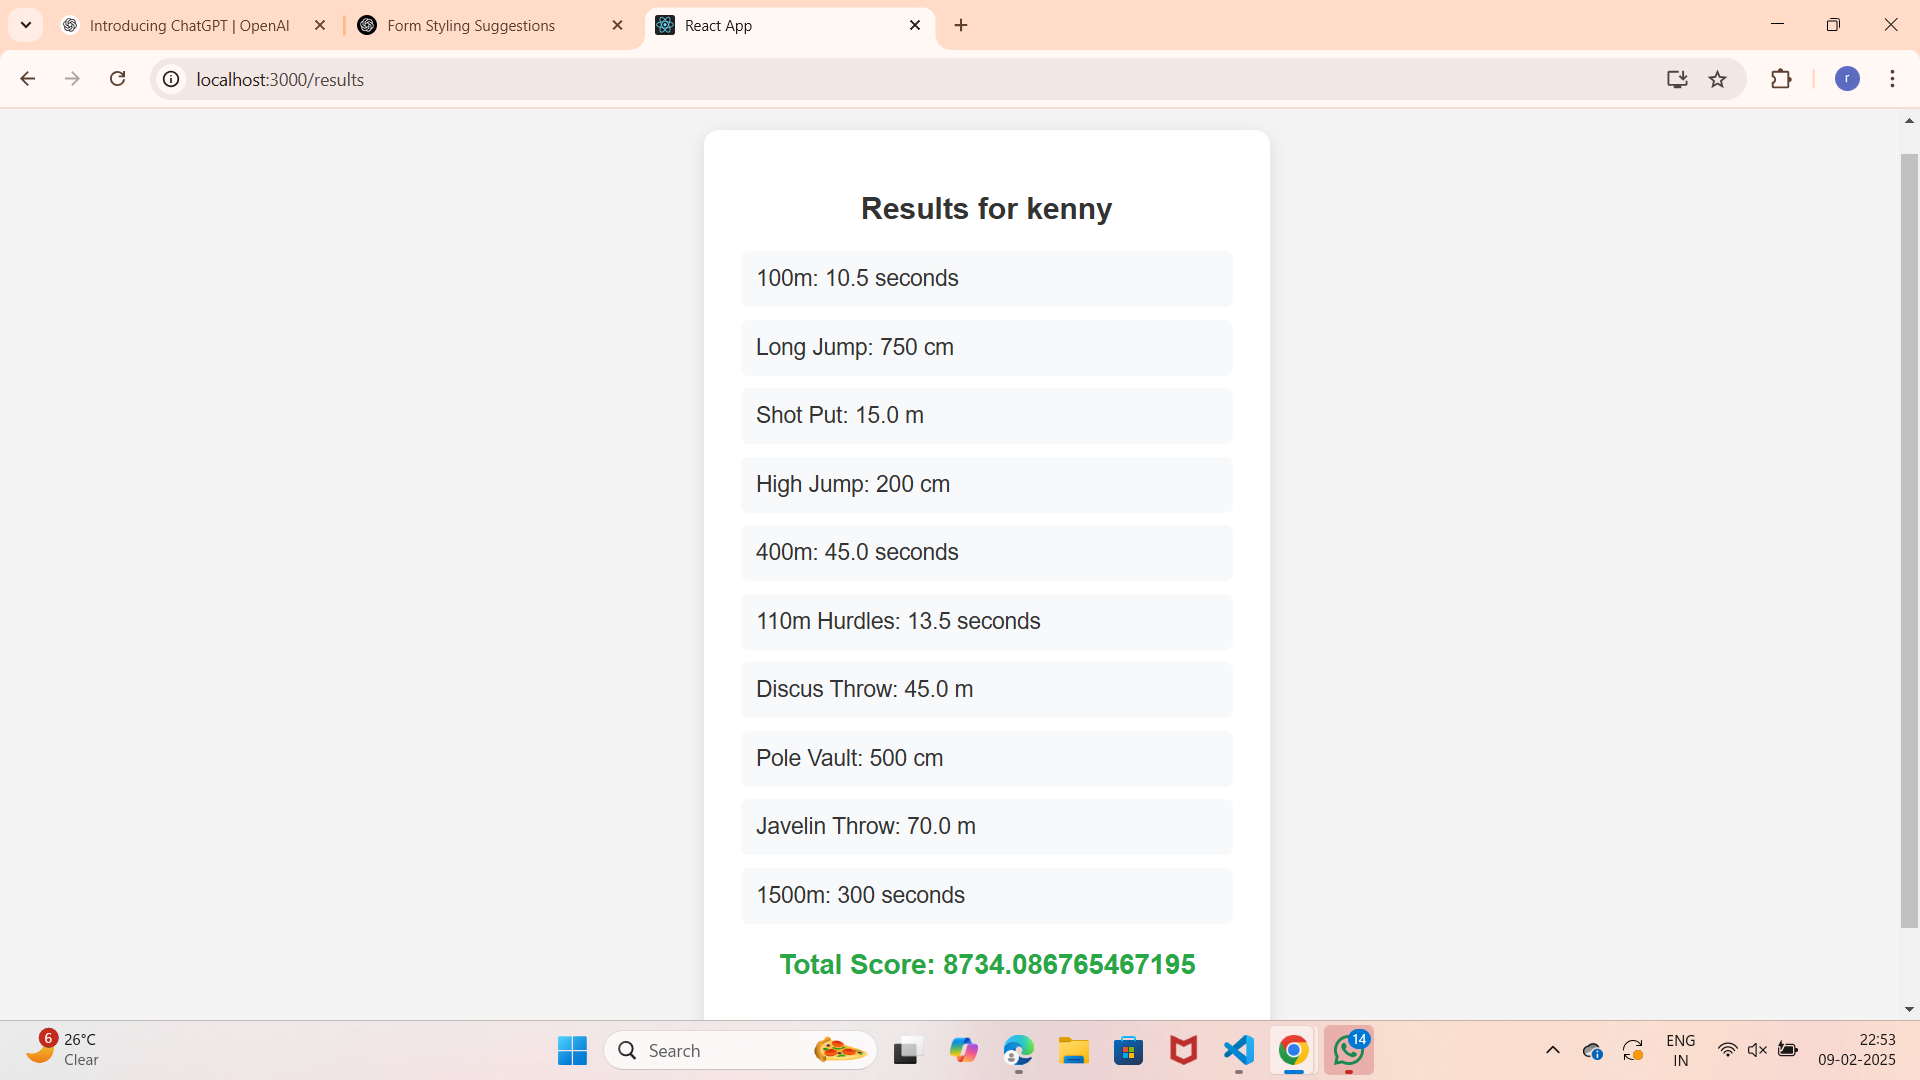 Introducing ChatGPT | OpenAI
Form Styling Suggestions
React App
localhost:3000/results
r
Results for kenny
100m: 10.5 seconds
Long Jump: 750 cm
Shot Put: 15.0 m
High Jump: 200 cm
400m: 45.0 seconds
110m Hurdles: 13.5 seconds
Discus Throw: 45.0 m
Pole Vault: 500 cm
Javelin Throw: 70.0 m
1500m: 300 seconds
Total Score: 8734.086765467195
6
26°C
Clear
Search
14
ENG
IN
22:53
09-02-2025